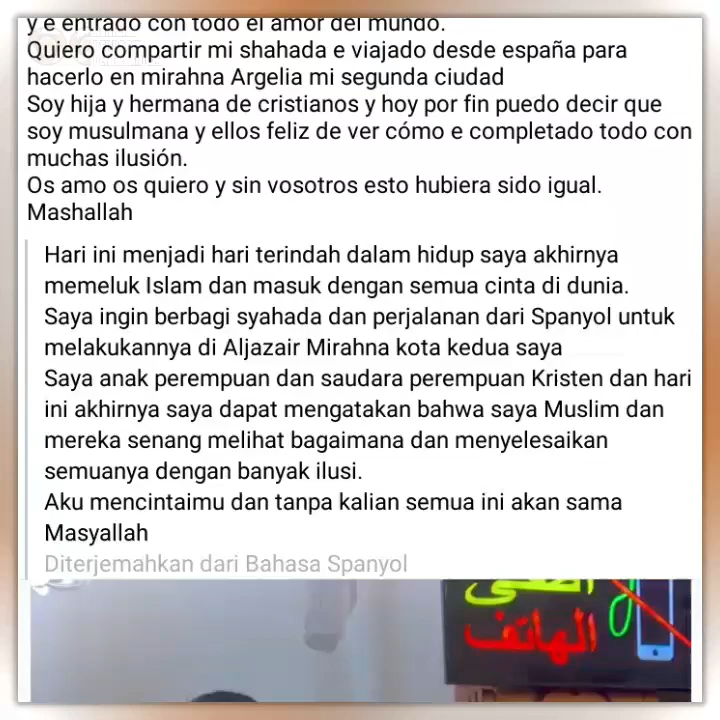 y e entrado con todo el amor del mundo.
Quiero compartir mi shahada e viajado desde españa para
hacerlo en mirahna Argelia mi segunda ciudad
Soy hija y hermana de cristianos y hoy por fin puedo decir que
soy musulmana y ellos feliz de ver cómo e completado todo con
muchas ilusión.
Os amo os quiero y sin vosotros esto hubiera sido igual.
Mashallah
Hari ini menjadi hari terindah dalam hidup saya akhirnya
memeluk Islam dan masuk dengan semua cinta di dunia.
Saya ingin berbagi syahada dan perjalanan dari Spanyol untuk
melakukannya di Aljazair Mirahna kota kedua saya
Saya anak perempuan dan saudara perempuan Kristen dan hari
ini akhirnya saya dapat mengatakan bahwa saya Muslim dan
mereka senang melihat bagaimana dan menyelesaikan
semuanya dengan banyak ilusi.
Aku mencintaimu dan tanpa kalian semua ini akan sama
Masyallah
Diterjemahkan dari Bahasa Spanyol
الهاتف